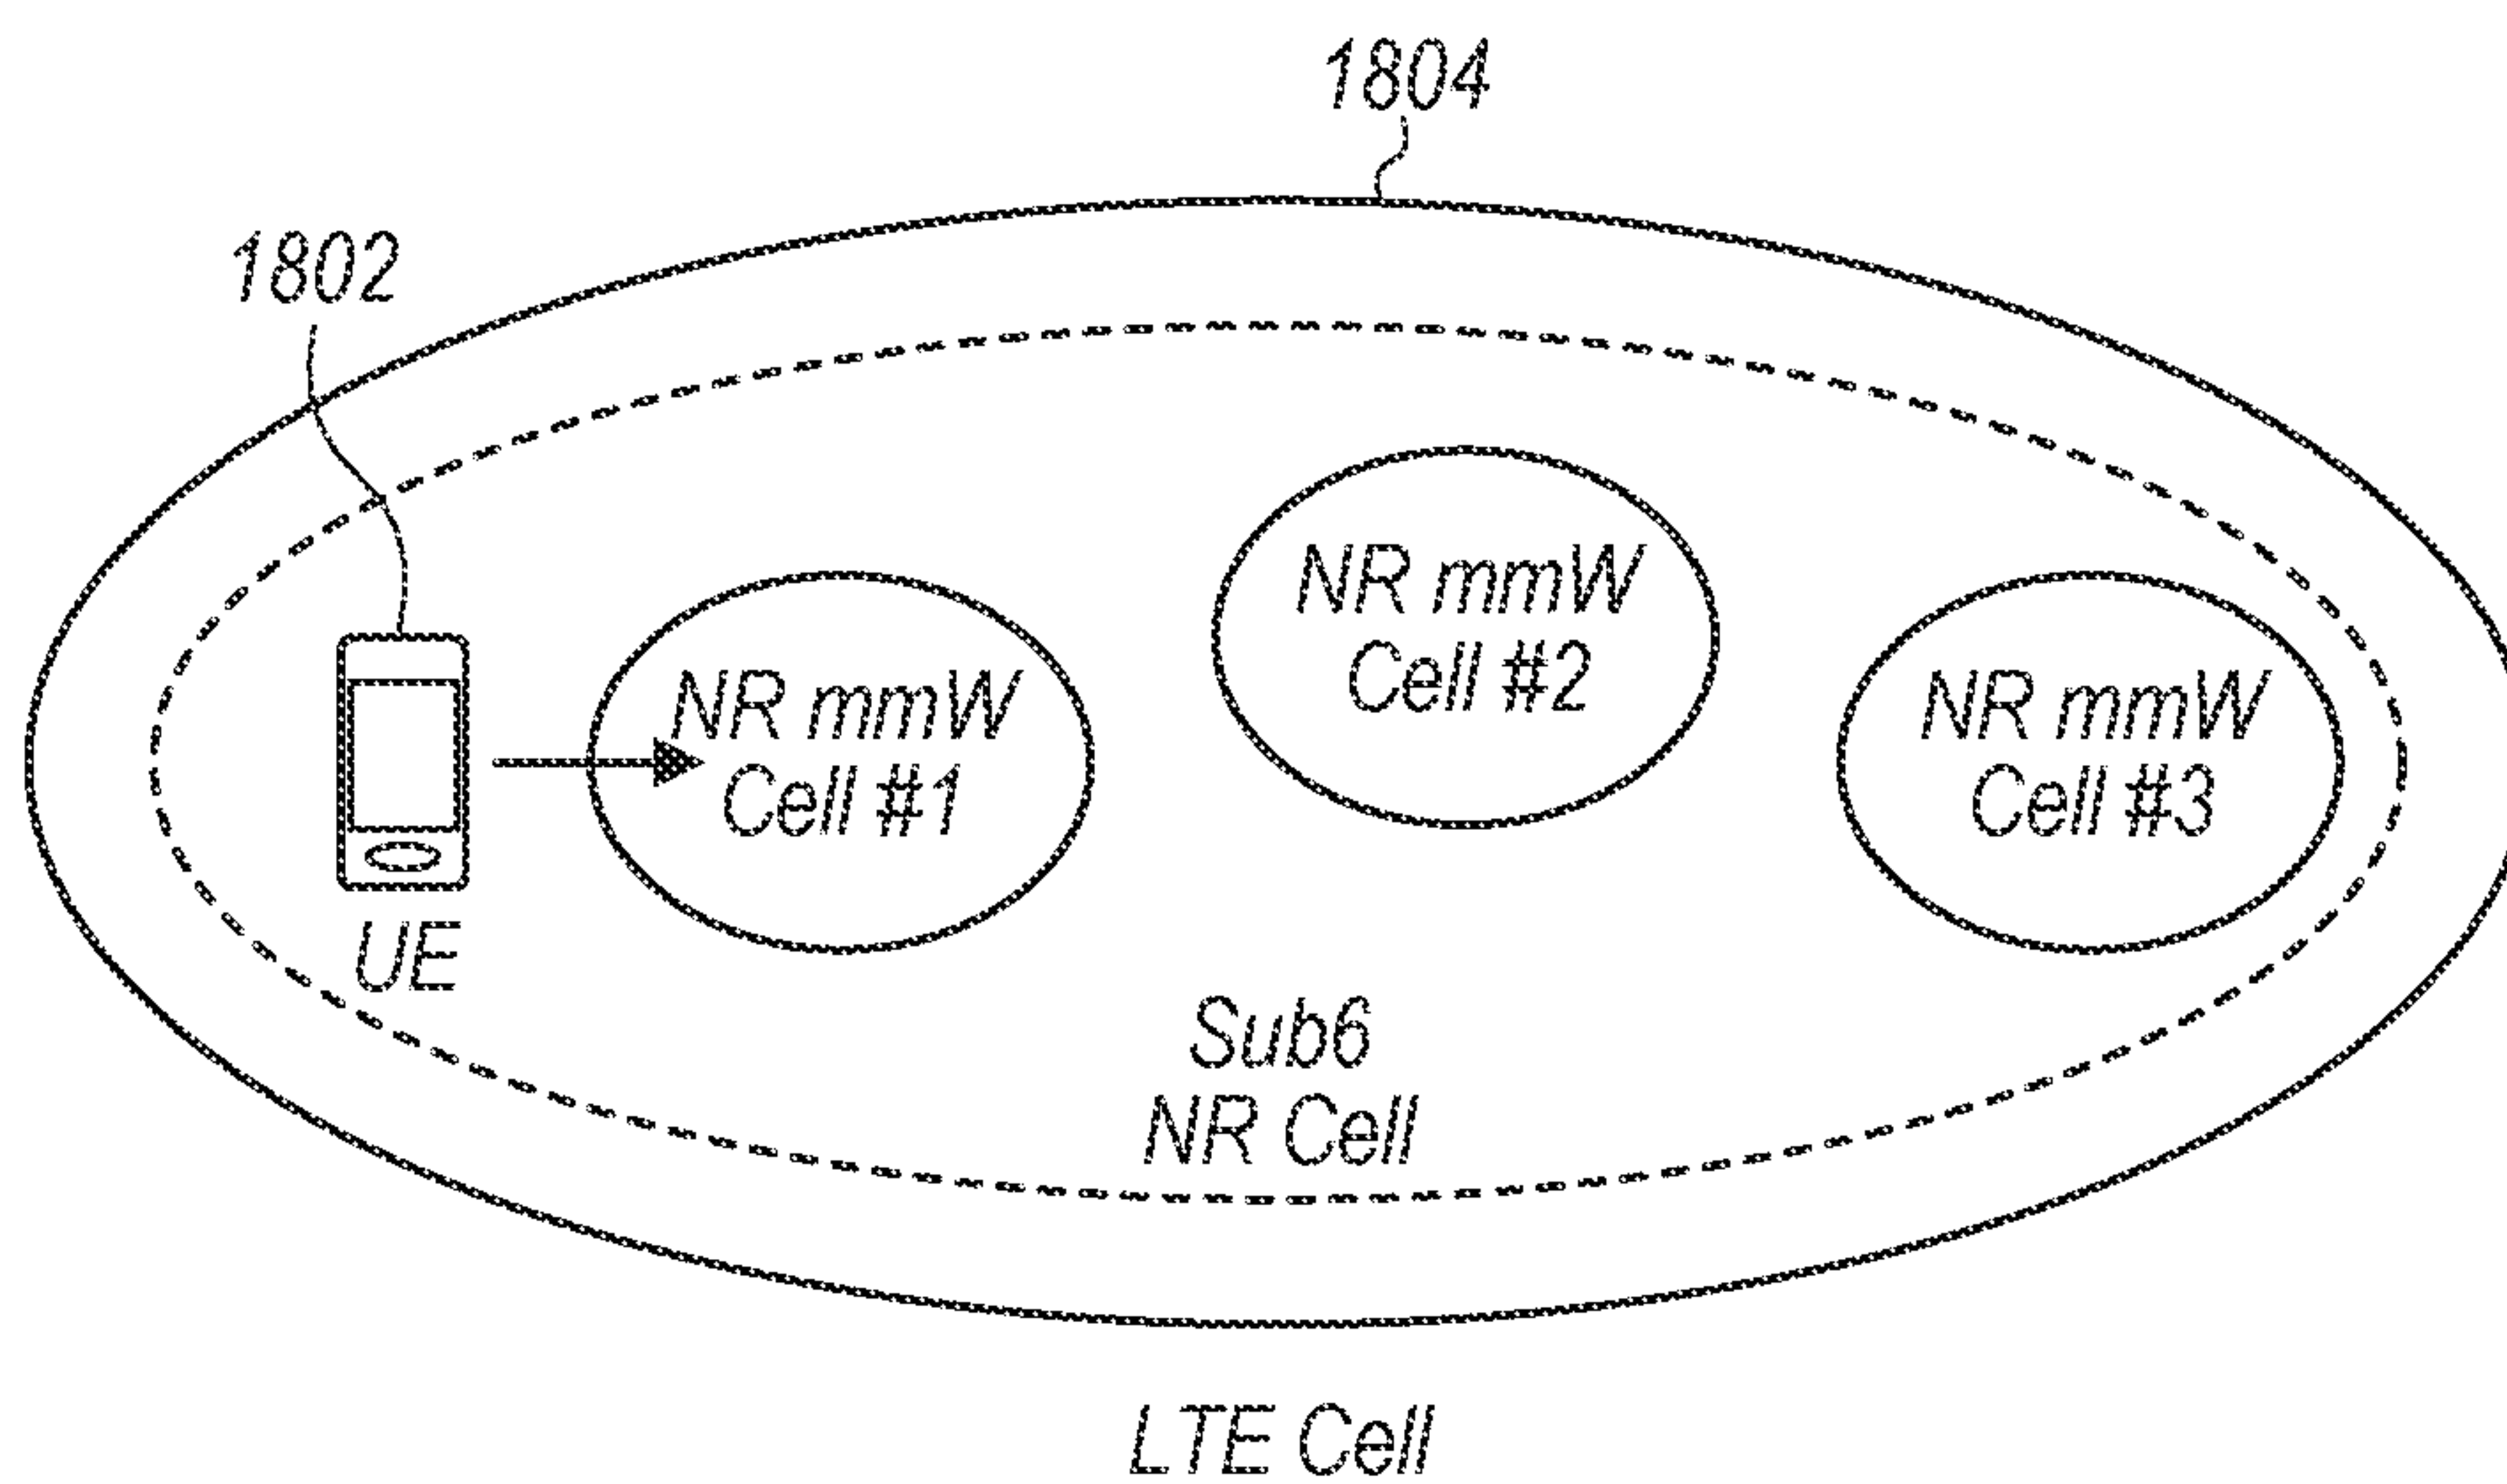 1804
1802
NR mmW
Cell #1
NR mmW
Cell #2
NR mmW
Cell #3
UE
Sub6
NR Cell
LTE Cell